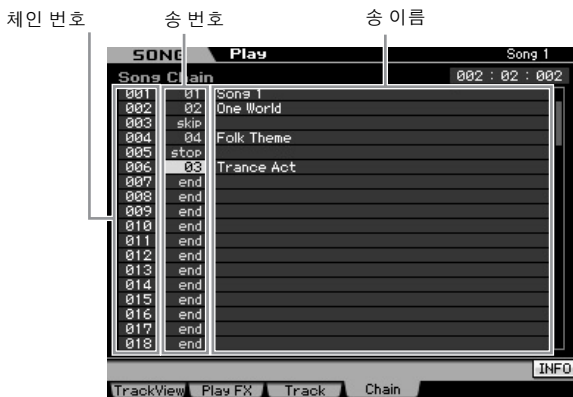 체인 번호 송 번호 송 이름
SONG Play Song 1
Song Chain 002 : 02 : 002
001 01 Song 1
002 02 One World
003 skip
004 04 Folk Theme
005 stop
006 03 Trance Act
007 end
008 end
009 end
010 end
011 end
012 end
013 end
014 end
015 end
016 end
017 end
018 end
INFO
TrackView Play FX Track Chain